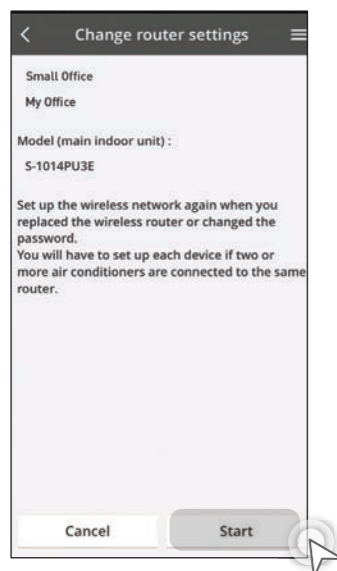 Change router settings
Small Office
My Office
Model (main indoor unit) :
S-1014PU3E
Set up the wireless network again when you
replaced the wireless router or changed the
password.
You will have to set up each device if two or
more air conditioners are connected to the same
router.
Cancel
Start